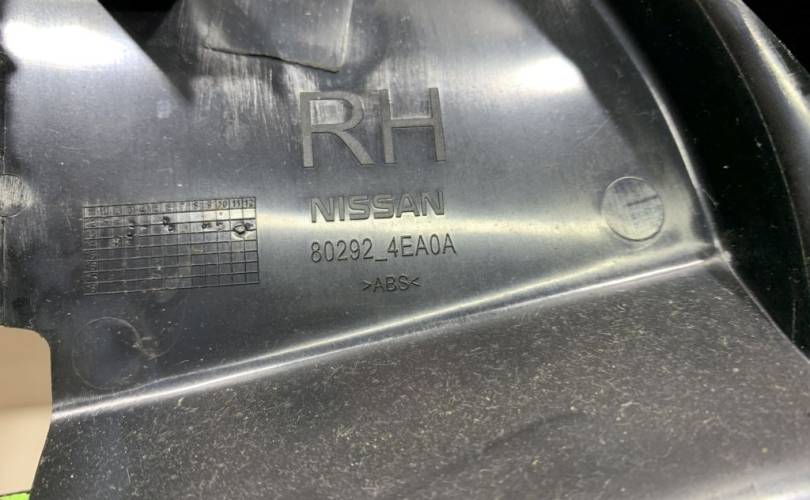 RH
NISSAN
80292_4EA0A
>ABS<